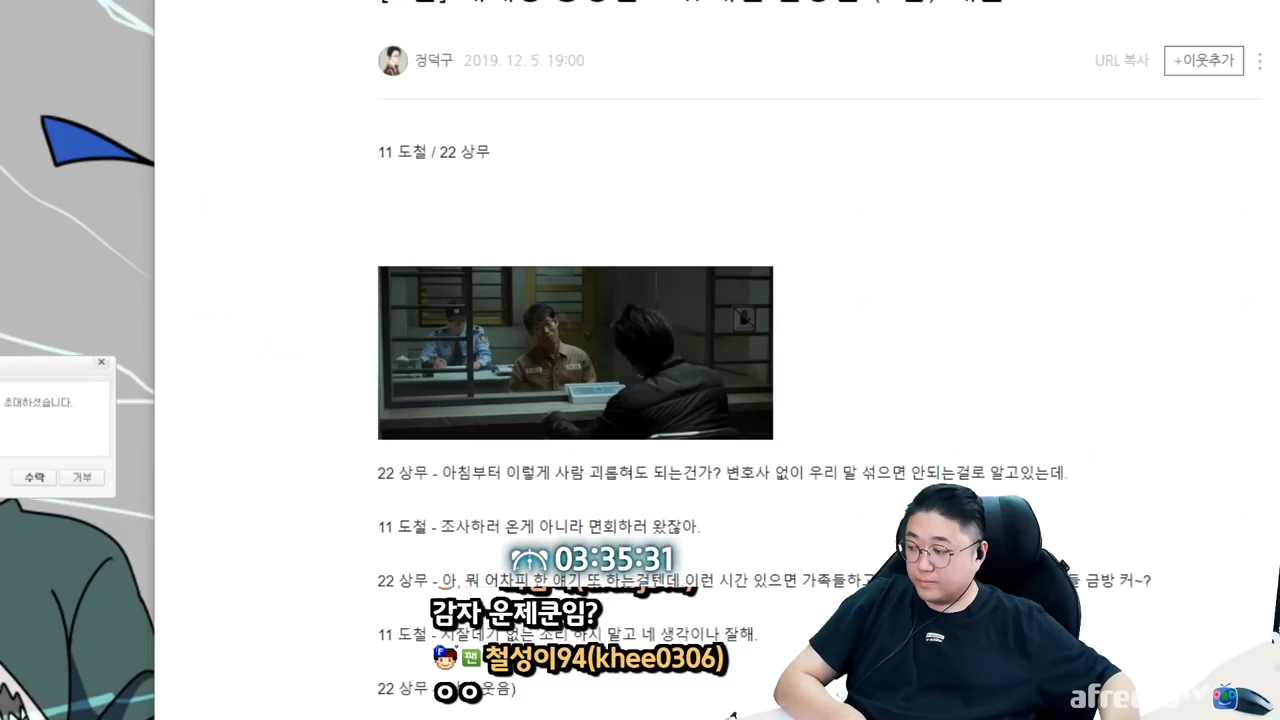 정덕구 2019. 12. 5. 19:00
URL 복사
+이웃추가
11 도철 / 22 상무
초대하셨습니다.
수락
거부
22 상무 - 아침부터 이렇게 사람 괴롭혀도 되는건가? 변호사 없이 우리 말 섞으면 안되는걸로 알고있는데.
11 도철 - 조사하러 온게 아니라 면회하러 왔잖아.
03:35:31
22 상무 - 아, 뭐 어차피 한 얘기 또 하는걸텐데 이런 시간 있으면 가족들하고 금방 커~?
감자 운제쿤임?
11 도철 - 없는 소리 하지 말고 네 생각이나 잘해.
팬 철성이94(khee0306)
22 상무 웃음)
ㅇㅇ